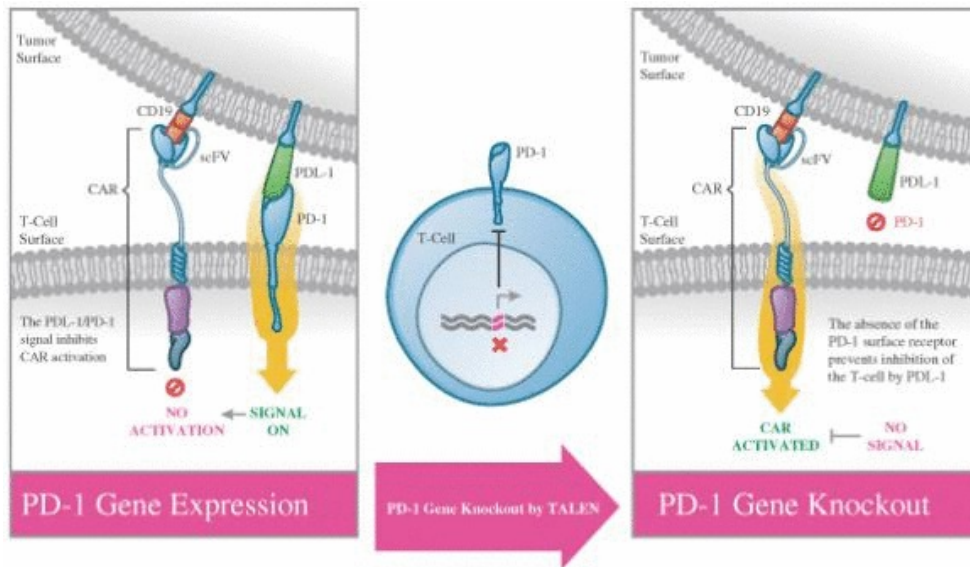 Tumor
Surface
CD19
scFV
CAR
PDL-1
PD-1
T-Cell
Surface
The PDL-1/PD-1
signal inhibits
CAR activation
NO
ACTIVATION
SIGNAL
ON
PD-1 Gene Expression
PD-1
T-Cell
PD-1 Gene Knockout by TALEN
Tumor
Surface
CD19
scFV
CAR
PDL-1
PD-1
T-Cell
Surface
The absence of the
PD-1 surface receptor
prevents inhibition of
the T-cell by PDL-1
CAR
ACTIVATED
NO
SIGNAL
PD-1 Gene Knockout